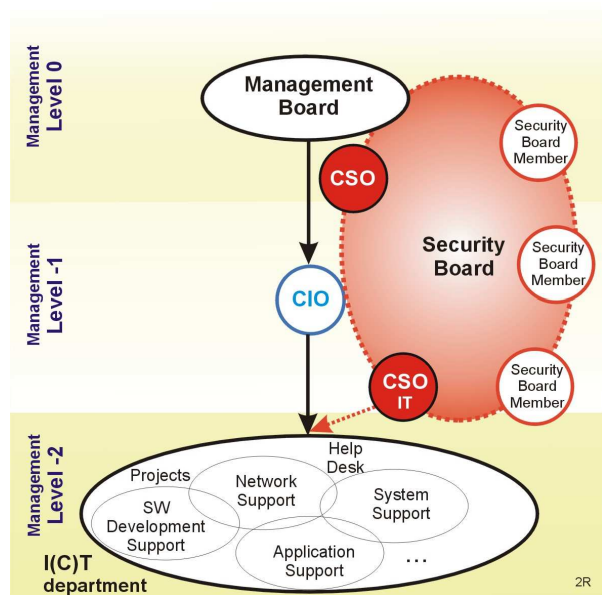 Management
Level 0
Management
Board
Security
Board
Member
CSO
Management
Level -1
Security
Board
Security
Board
Member
CIO
CSO
IT
Security
Board
Member
Management
Level -2
Help
Desk
Projects
Network
Support
System
Support
SW
Development
Support
Application
Support
...
I(C)T
department
2R